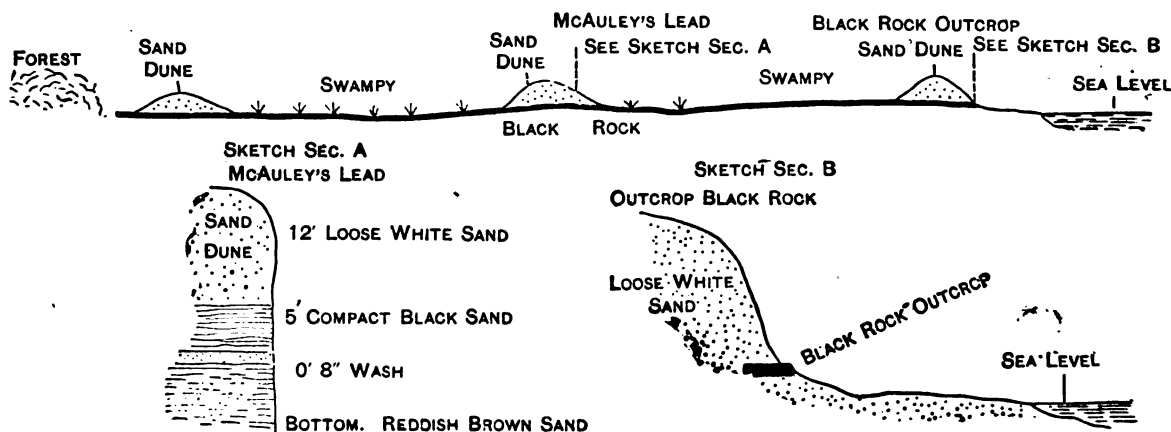 McAuley's Lead
Black Rock Outcrop
Forest
Sand
Dune
Sand
Dune
See Sketch Sec. A
Sand Dune
See Sketch Sec. B
Swampy
Swampy
Sea Level
Black Rock
Sketch Sec. A
McAuley's Lead
Sketch Sec. B
Outcrop Black Rock
Sand
Dune
12' Loose White Sand
5' Compact Black Sand
0' 8" Wash
Bottom. Reddish Brown Sand
Loose White
Sand
Black Rock Outcrop
Sea Level